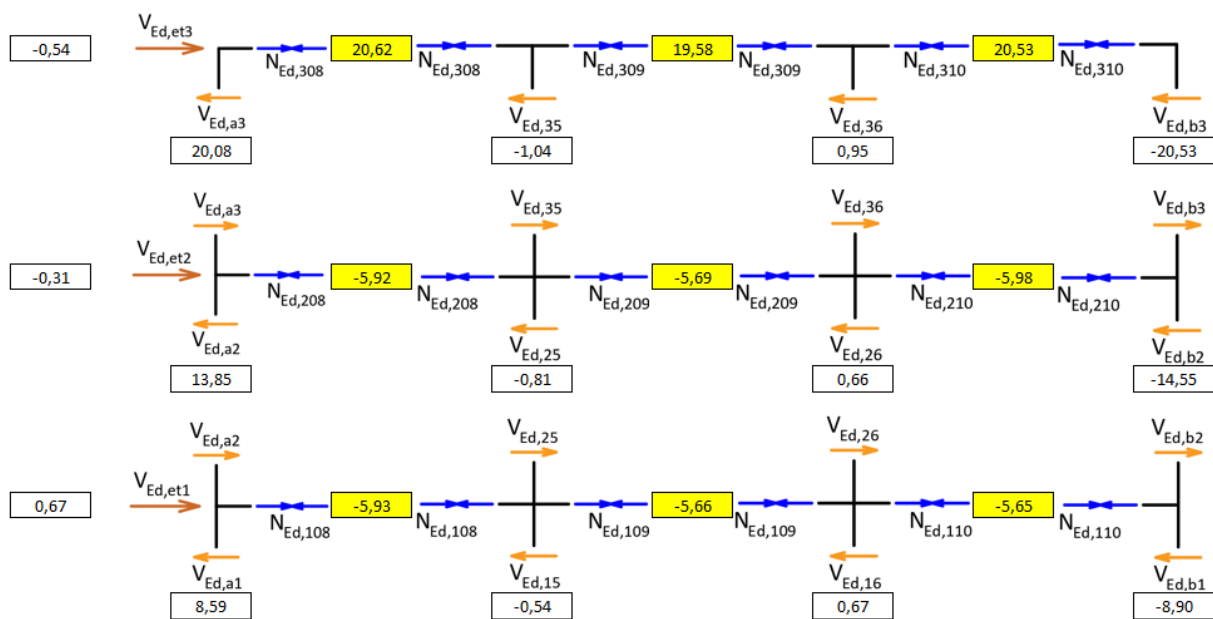 V_Ed,et3
-0,54 20,62 19,58 20,53
N_Ed,308 N_Ed,308 N_Ed,309 N_Ed,309 N_Ed,310 N_Ed,310
V_Ed,a3 V_Ed,35 V_Ed,36 V_Ed,b3
20,08 -1,04 0,95 -20,53
V_Ed,a3 V_Ed,35 V_Ed,36 V_Ed,b3
V_Ed,et2
-0,31 -5,92 -5,69 -5,98
N_Ed,208 N_Ed,208 N_Ed,209 N_Ed,209 N_Ed,210 N_Ed,210
V_Ed,a2 V_Ed,25 V_Ed,26 V_Ed,b2
13,85 -0,81 0,66 -14,55
V_Ed,a2 V_Ed,25 V_Ed,26 V_Ed,b2
V_Ed,et1
0,67 -5,93 -5,66 -5,65
N_Ed,108 N_Ed,108 N_Ed,109 N_Ed,109 N_Ed,110 N_Ed,110
V_Ed,a1 V_Ed,15 V_Ed,16 V_Ed,b1
8,59 -0,54 0,67 -8,90